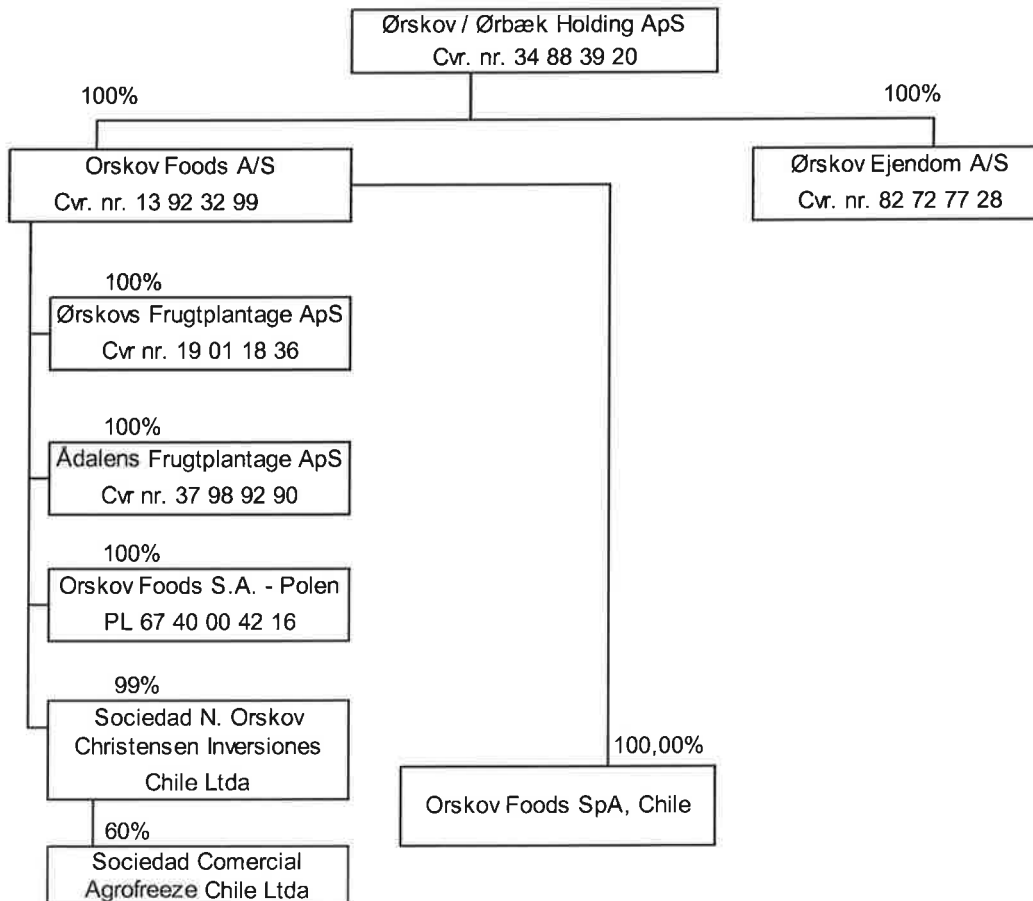 Ørskov / Ørbæk Holding ApS
Cvr. nr. 34 88 39 20
100%
100%
Orskov Foods A/S
Cvr. nr. 13 92 32 99
Ørskov Ejendom A/S
Cvr. nr. 82 72 77 28
100%
Ørskovs Frugtplantage ApS
Cvr nr. 19 01 18 36
100%
Ådalens Frugtplantage ApS
Cvr nr. 37 98 92 90
100%
Orskov Foods S.A. - Polen
PL 67 40 00 42 16
99%
Sociedad N. Orskov
Christensen Inversiones
Chile Ltda
100,00%
Orskov Foods SpA, Chile
60%
Sociedad Comercial
Agrofreeze Chile Ltda